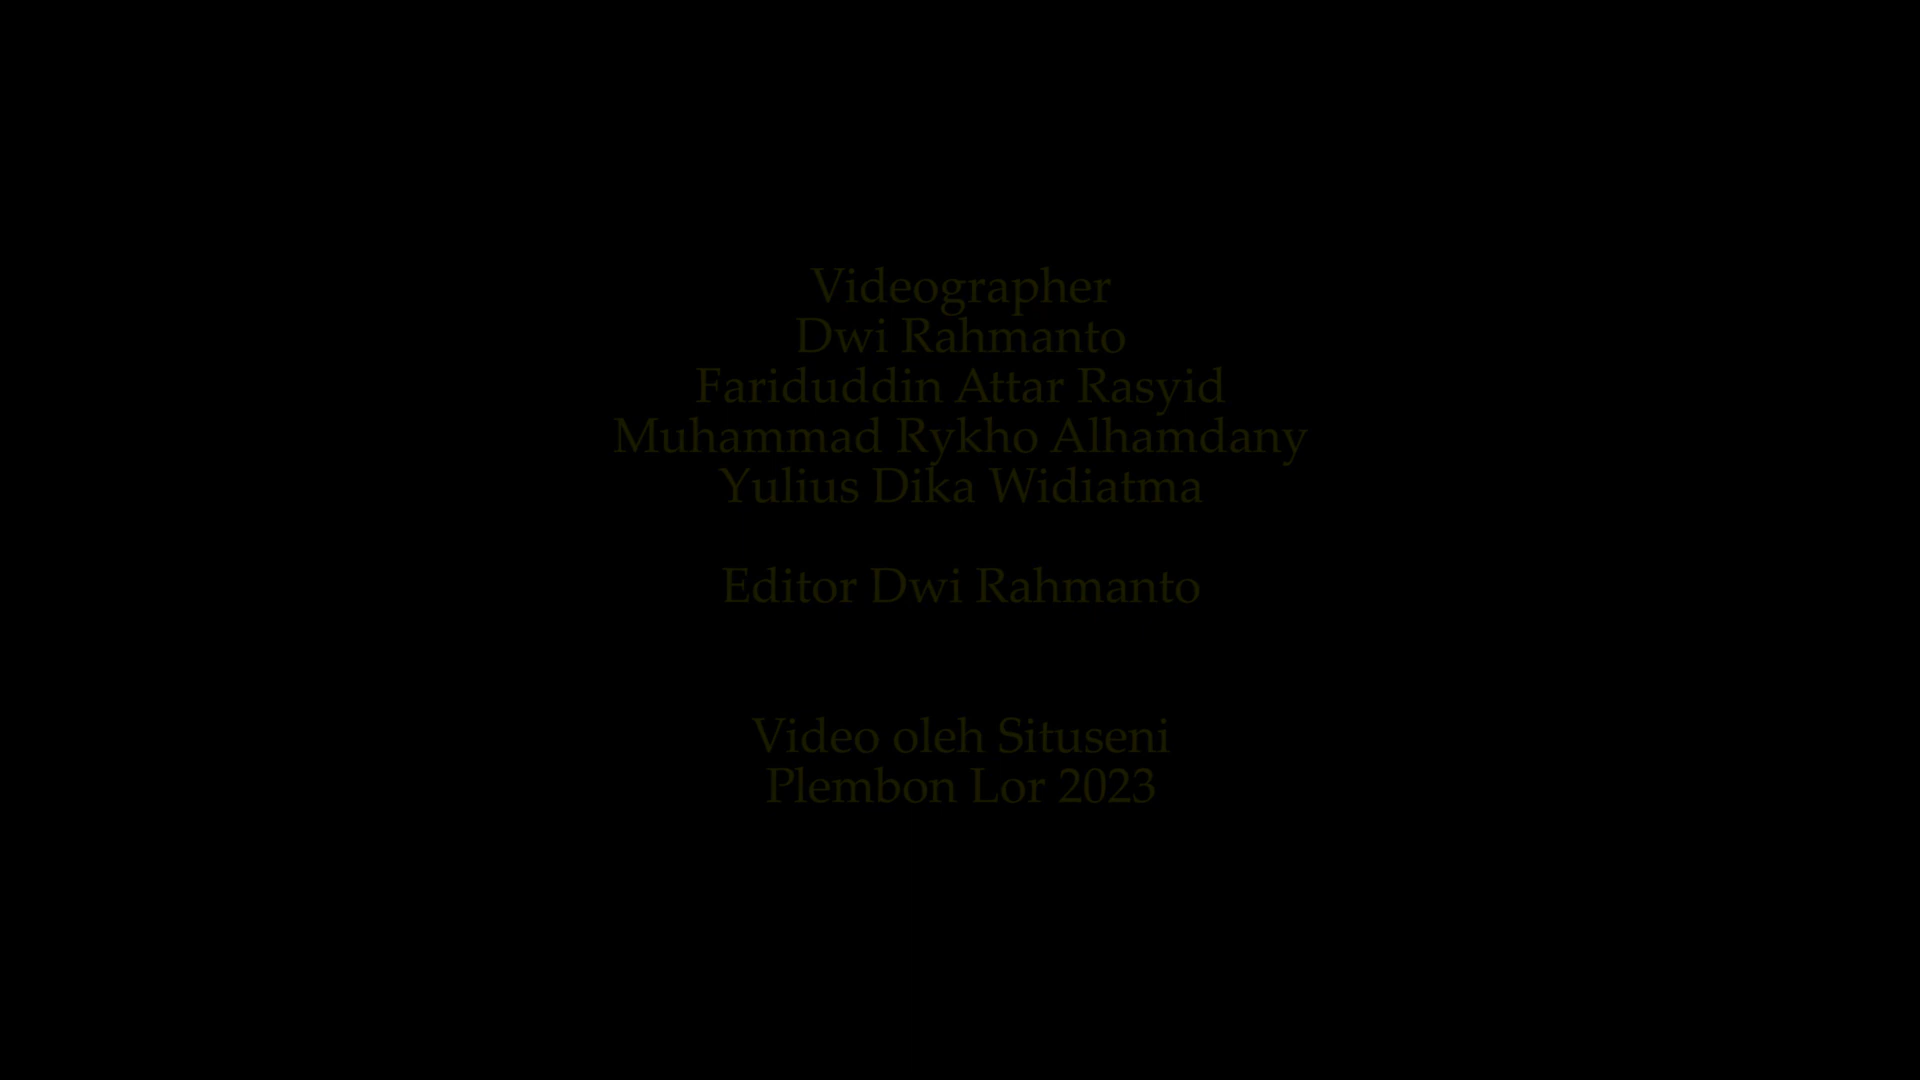 Videographer
Dwi Rahmanto
Fariduddin Attar Rasyid
Muhammad Rykho Alhamdany
Yulius Dika Widiatma
Editor Dwi Rahmanto
Video oleh Situseni
Plembon Lor 2023